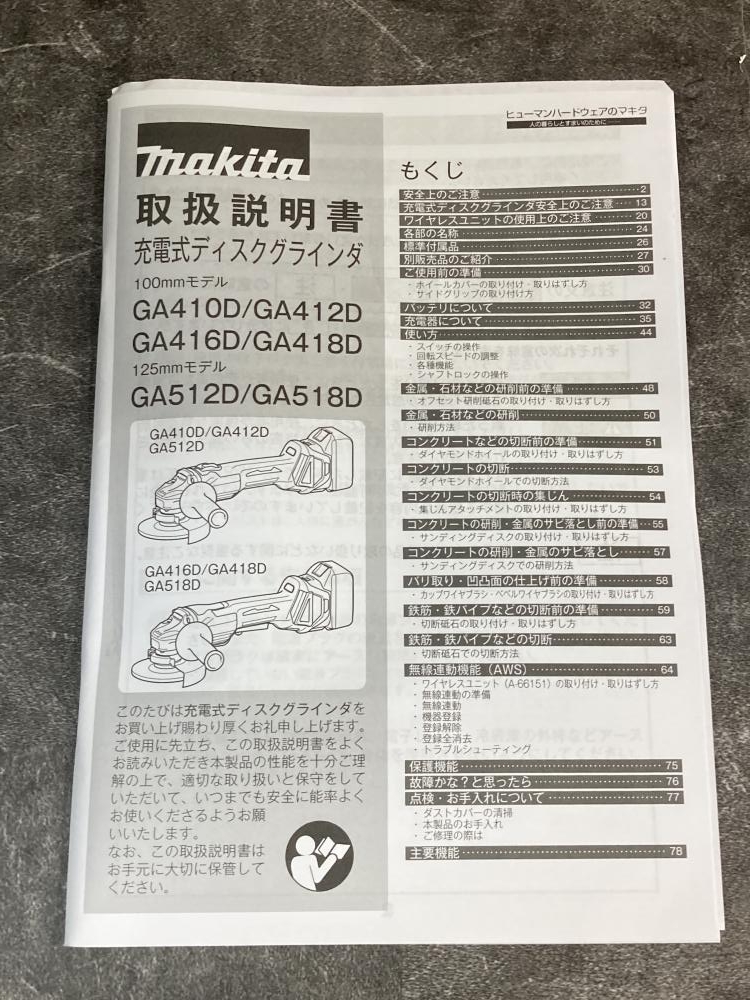 ヒューマンハードウェアのマキタ
人の暮らしとすまいのために
makita
取扱説明書
充電式ディスクグラインダ
100mmモデル
GA410D/GA412D
GA416D/GA418D
125mmモデル
GA512D/GA518D
GA410D/GA412D
GA512D
GA416D/GA418D
GA518D
このたびは充電式ディスクグラインダを
お買い上げ賜わり厚くお礼申し上げます。
ご使用に先立ち、この取扱説明書をよく
お読みいただき本製品の性能を十分ご理
解の上で、適切な取り扱いと保守をして
いただいて、いつまでも安全に能率よく
お使いくださるようお願
いいたします。
なお、この取扱説明書は
お手元に大切に保管して
ください。
もくじ
安全上のご注意 2
充電式ディスクグラインダ安全上のご注意 13
ワイヤレスユニットの使用上のご注意 20
各部の名称 24
標準付属品 26
別販売品のご紹介 27
ご使用前の準備 30
・ホイールカバーの取り付け・取りはずし方
・サイドグリップの取り付け方
バッテリについて 32
充電器について 35
使い方 44
・スイッチの操作
・回転スピードの調整
・各種機能
・シャフトロックの操作
金属・石材などの研削前の準備 48
・オフセット研削砥石の取り付け・取りはずし方
金属・石材などの研削 50
・研削方法
コンクリートなどの切断前の準備 51
・ダイヤモンドホイールの取り付け・取りはずし方
コンクリートの切断 53
・ダイヤモンドホイールでの切断方法
コンクリートの切断時の集じん 54
・集じんアタッチメントの取り付け・取りはずし方
コンクリートの研削・金属のサビ落とし前の準備 55
・サンディングディスクの取り付け・取りはずし方
コンクリートの研削・金属のサビ落とし 57
・サンディングディスクでの研削方法
バリ取り・凹凸面の仕上げ前の準備 58
・カップワイヤブラシ・ベベルワイヤブラシの取り付け・取りはずし方
鉄筋・鉄パイプなどの切断前の準備 59
・切断砥石の取り付け・取りはずし方
鉄筋・鉄パイプなどの切断 63
・切断砥石での切断方法
無線連動機能（AWS） 64
・ワイヤレスユニット（A-66151）の取り付け・取りはずし方
・無線連動の準備
・無線連動
・機器登録
・登録解除
・登録全消去
・トラブルシューティング
保護機能 75
故障かな？と思ったら 76
点検・お手入れについて 77
・ダストカバーの清掃
・本製品のお手入れ
・ご修理の際は
主要機能 78